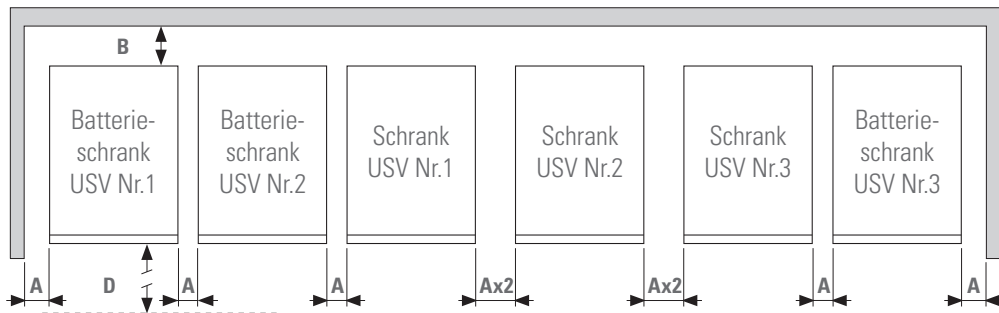 B
Batterie-
schrank
USV Nr.1
Batterie-
schrank
USV Nr.2
Schrank
USV Nr.1
Schrank
USV Nr.2
Schrank
USV Nr.3
Batterie-
schrank
USV Nr.3
A
D
A
A
Ax2
Ax2
A
A